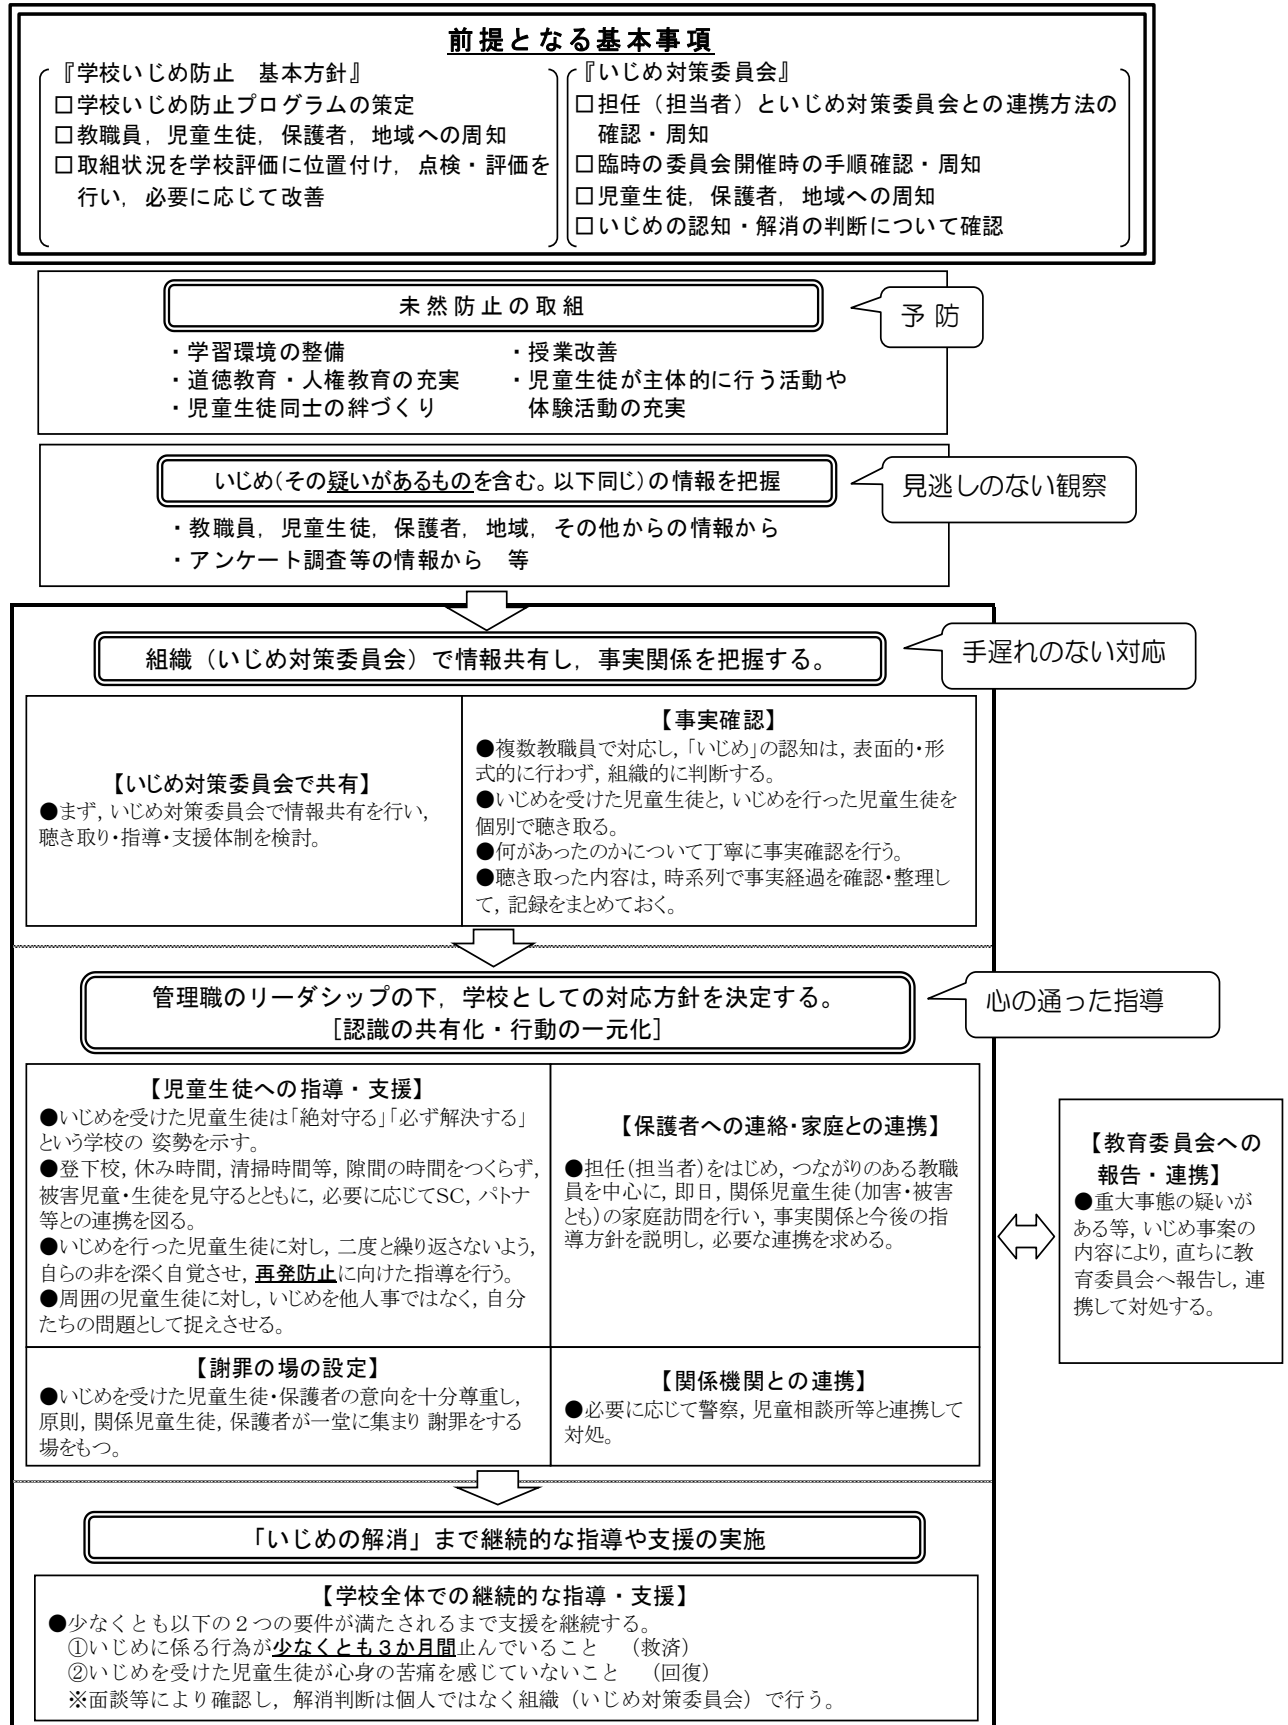 前提となる基本事項
『学校いじめ防止　基本方針』
□学校いじめ防止プログラムの策定
□教職員，児童生徒，保護者，地域への周知
□取組状況を学校評価に位置付け，点検・評価を
行い，必要に応じて改善
『いじめ対策委員会』
□担任（担当者）といじめ対策委員会との連携方法の
確認・周知
□臨時の委員会開催時の手順確認・周知
□児童生徒，保護者，地域への周知
□いじめの認知・解消の判断について確認
未然防止の取組
予防
・学習環境の整備
・道徳教育・人権教育の充実
・児童生徒同士の絆づくり
・授業改善
・児童生徒が主体的に行う活動や
体験活動の充実
いじめ(その疑いがあるものを含む。以下同じ)の情報を把握
見逃しのない観察
・教職員，児童生徒，保護者，地域，その他からの情報から
・アンケート調査等の情報から　等
組織（いじめ対策委員会）で情報共有し，事実関係を把握する。
手遅れのない対応
【いじめ対策委員会で共有】
●まず，いじめ対策委員会で情報共有を行い，
聴き取り・指導・支援体制を検討。
【事実確認】
●複数教職員で対応し，「いじめ」の認知は，表面的・形
式的に行わず，組織的に判断する。
●いじめを受けた児童生徒と，いじめを行った児童生徒を
個別で聴き取る。
●何があったのかについて丁寧に事実確認を行う。
●聴き取った内容は，時系列で事実経過を確認・整理し
て，記録をまとめておく。
管理職のリーダシップの下，学校としての対応方針を決定する。
［認識の共有化・行動の一元化］
心の通った指導
【児童生徒への指導・支援】
●いじめを受けた児童生徒は「絶対守る」「必ず解決する」
という学校の 姿勢を示す。
●登下校，休み時間，清掃時間等，隙間の時間をつくらず，
被害児童・生徒を見守るとともに，必要に応じてSC，パトナ
等との連携を図る。
●いじめを行った児童生徒に対し，二度と繰り返さないよう，
自らの非を深く自覚させ，再発防止に向けた指導を行う。
●周囲の児童生徒に対し，いじめを他人事ではなく，自分
たちの問題として捉えさせる。
【保護者への連絡・家庭との連携】
●担任(担当者)をはじめ，つながりのある教職
員を中心に，即日，関係児童生徒(加害・被害
とも)の家庭訪問を行い，事実関係と今後の指
導方針を説明し，必要な連携を求める。
【教育委員会への
報告・連携】
●重大事態の疑いが
ある等，いじめ事案の
内容により，直ちに教
育委員会へ報告し，連
携して対処する。
【謝罪の場の設定】
●いじめを受けた児童生徒・保護者の意向を十分尊重し，
原則，関係児童生徒，保護者が一堂に集まり 謝罪をする
場をもつ。
【関係機関との連携】
●必要に応じて警察，児童相談所等と連携して
対処。
「いじめの解消」まで継続的な指導や支援の実施
【学校全体での継続的な指導・支援】
●少なくとも以下の２つの要件が満たされるまで支援を継続する。
①いじめに係る行為が少なくとも３か月間止んでいること　（救済）
②いじめを受けた児童生徒が心身の苦痛を感じていないこと　（回復）
※面談等により確認し，解消判断は個人ではなく組織（いじめ対策委員会）で行う。